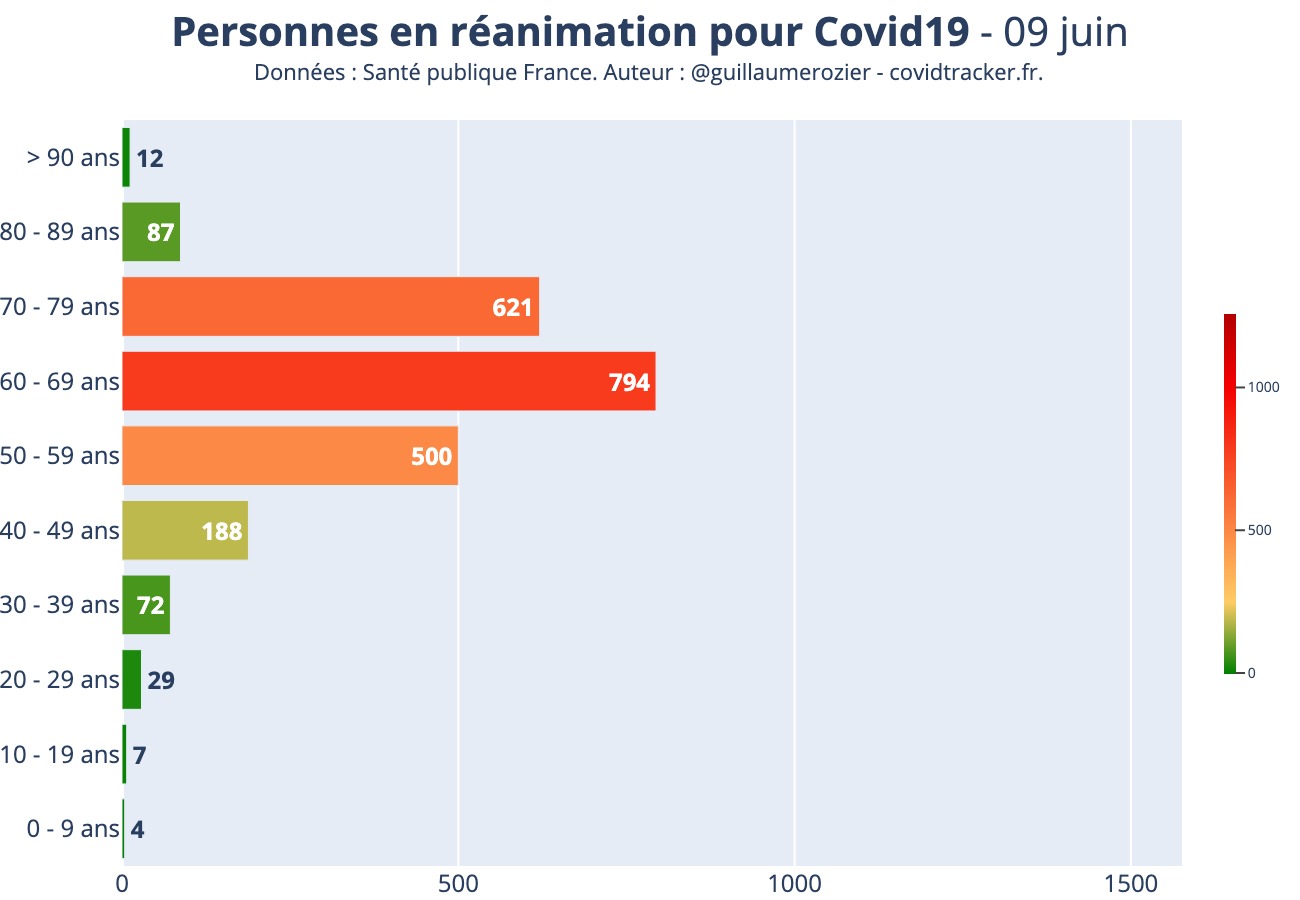 Personnes en réanimation pour Covid19 - 09 juin
Données : Santé publique France. Auteur : @guillaumerozier - covidtracker.fr.
> 90 ans 12
80 - 89 ans 87
70 - 79 ans 621
60 - 69 ans 794
50 - 59 ans 500
40 - 49 ans 188
30 - 39 ans 72
20 - 29 ans 29
10 - 19 ans 7
0 - 9 ans 4
0 500 1000 1500
1000
500
0